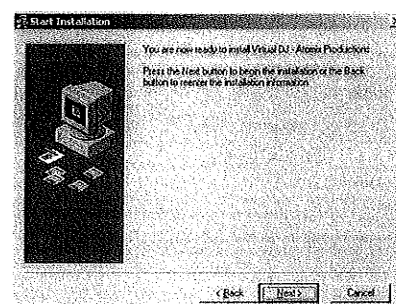 Start Installation
You are now ready to install Virtual DJ - Atomix Productions
Press the Next button to begin the installation or the Back
button to reenter the installation information.
< Back
Next >
Cancel